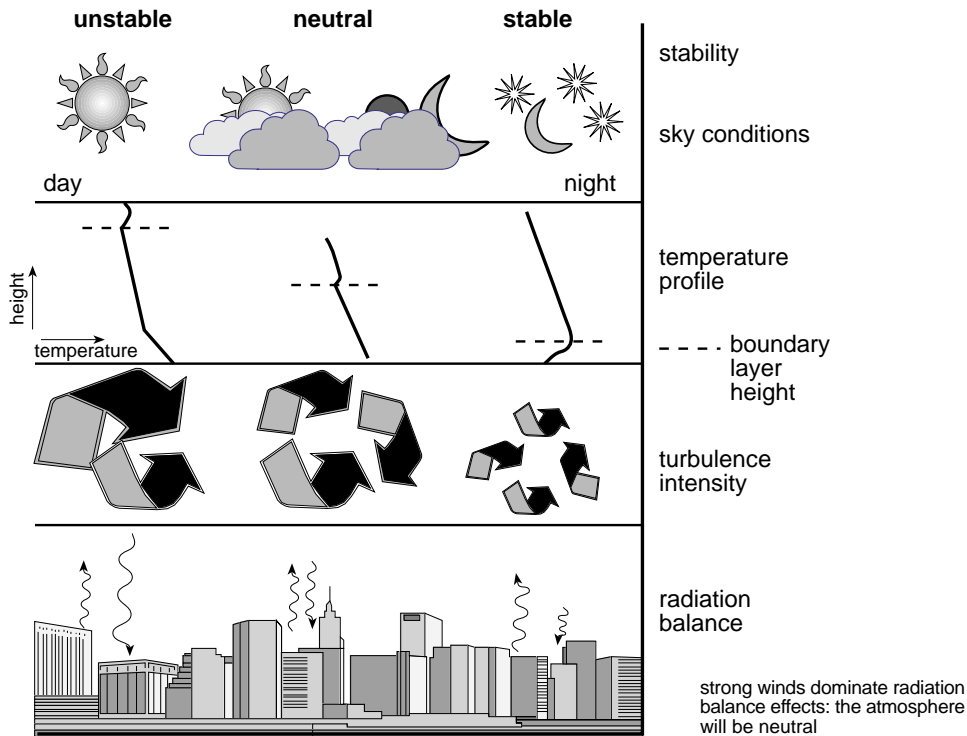 unstable neutral stable
stability
sky conditions
day night
height
temperature
temperature
profile
boundary
layer
height
turbulence
intensity
radiation
balance
strong winds dominate radiation
balance effects: the atmosphere
will be neutral